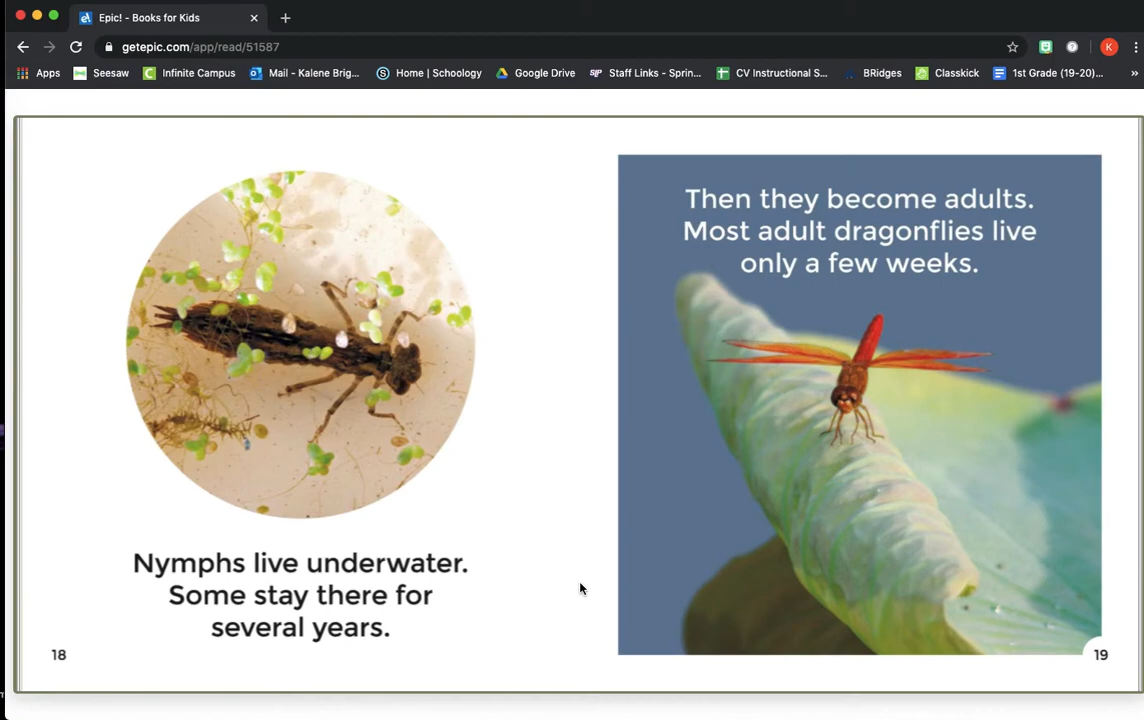 Epic! - Books for Kids
getepic.com/app/read/51587
K
Apps
Seesaw
Infinite Campus
Mail - Kalene Brig...
Home | Schoology
Google Drive
Staff Links - Sprin...
CV Instructional S...
BRidges
Classkick
1st Grade (19-20)...
Nymphs live underwater.
Some stay there for
several years.
18
Then they become adults.
Most adult dragonflies live
only a few weeks.
19